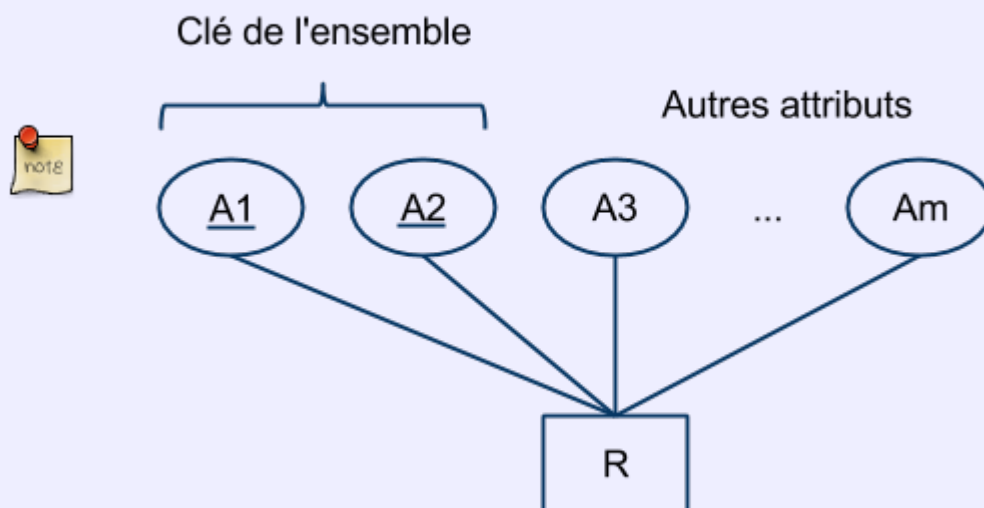 Clé de l'ensemble
Autres attributs
note
A1 A2 A3 ... Am
R